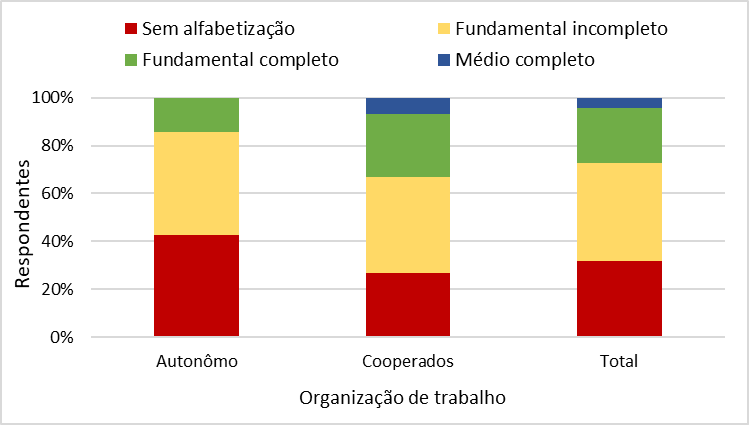 Sem alfabetização
Fundamental incompleto
Fundamental completo
Médio completo
100%
80%
60%
40%
20%
0%
Respondentes
Autonômo
Cooperados
Total
Organização de trabalho